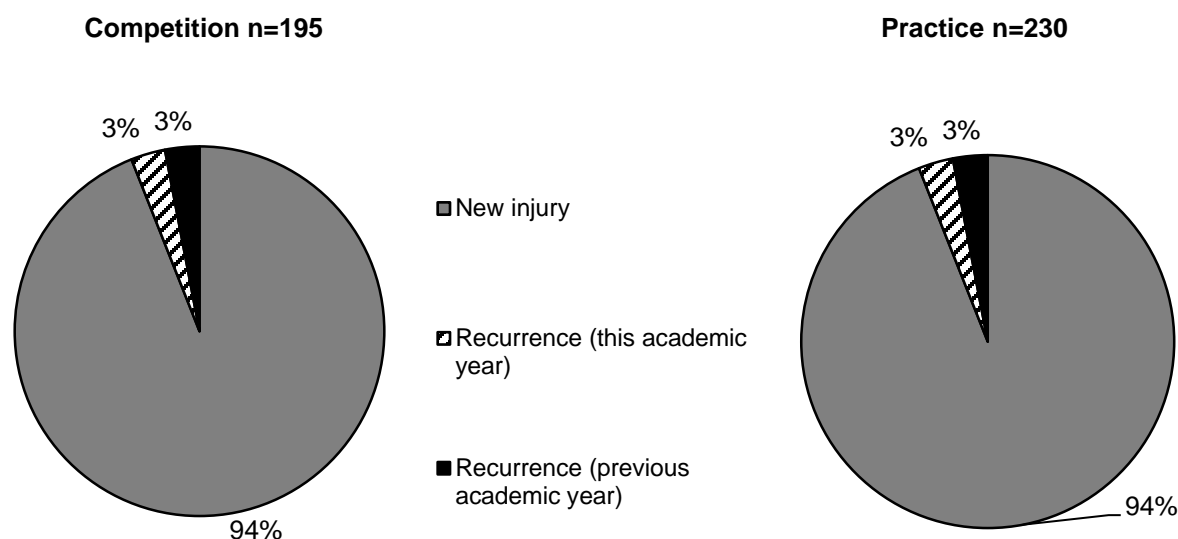 Competition n=195
Practice n=230
3%
3%
3%
3%
New injury
Recurrence (this academic
year)
Recurrence (previous
academic year)
94%
94%